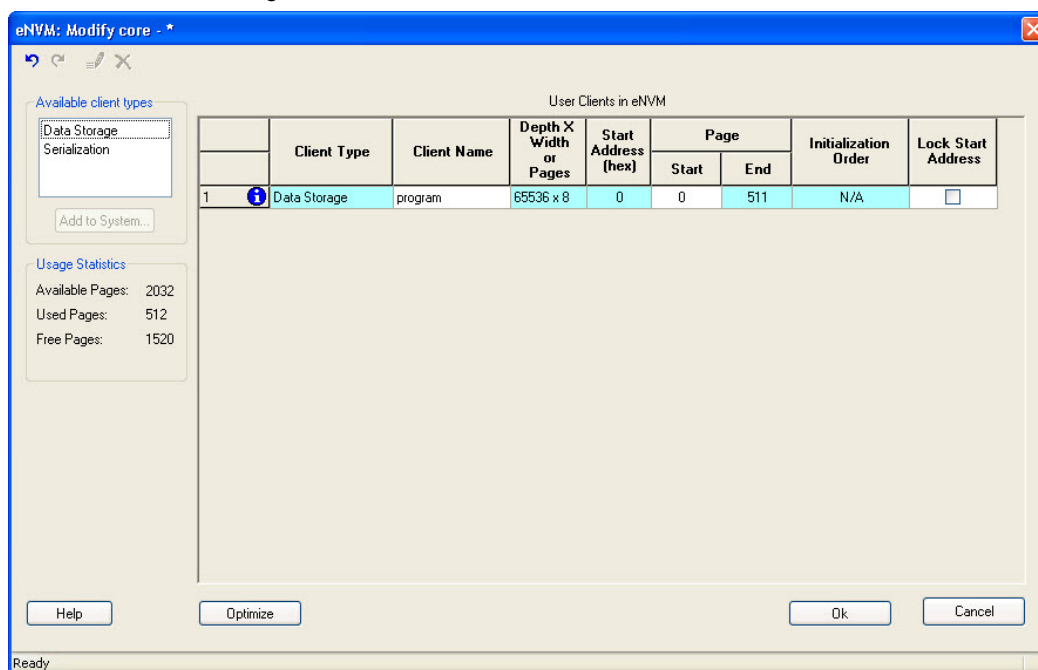 eNVM: Modify core - *
Available client types
Data Storage
Serialization
Add to System...
Usage Statistics
Available Pages: 2032
Used Pages: 512
Free Pages: 1520
User Clients in eNVM
Client Type
Client Name
Depth X
Width
or
Pages
Start
Address
(hex)
Page
Start
End
Initialization
Order
Lock Start
Address
1 Data Storage program 65536 x 8 0 0 511 N/A
Help
Optimize
Ok
Cancel
Ready